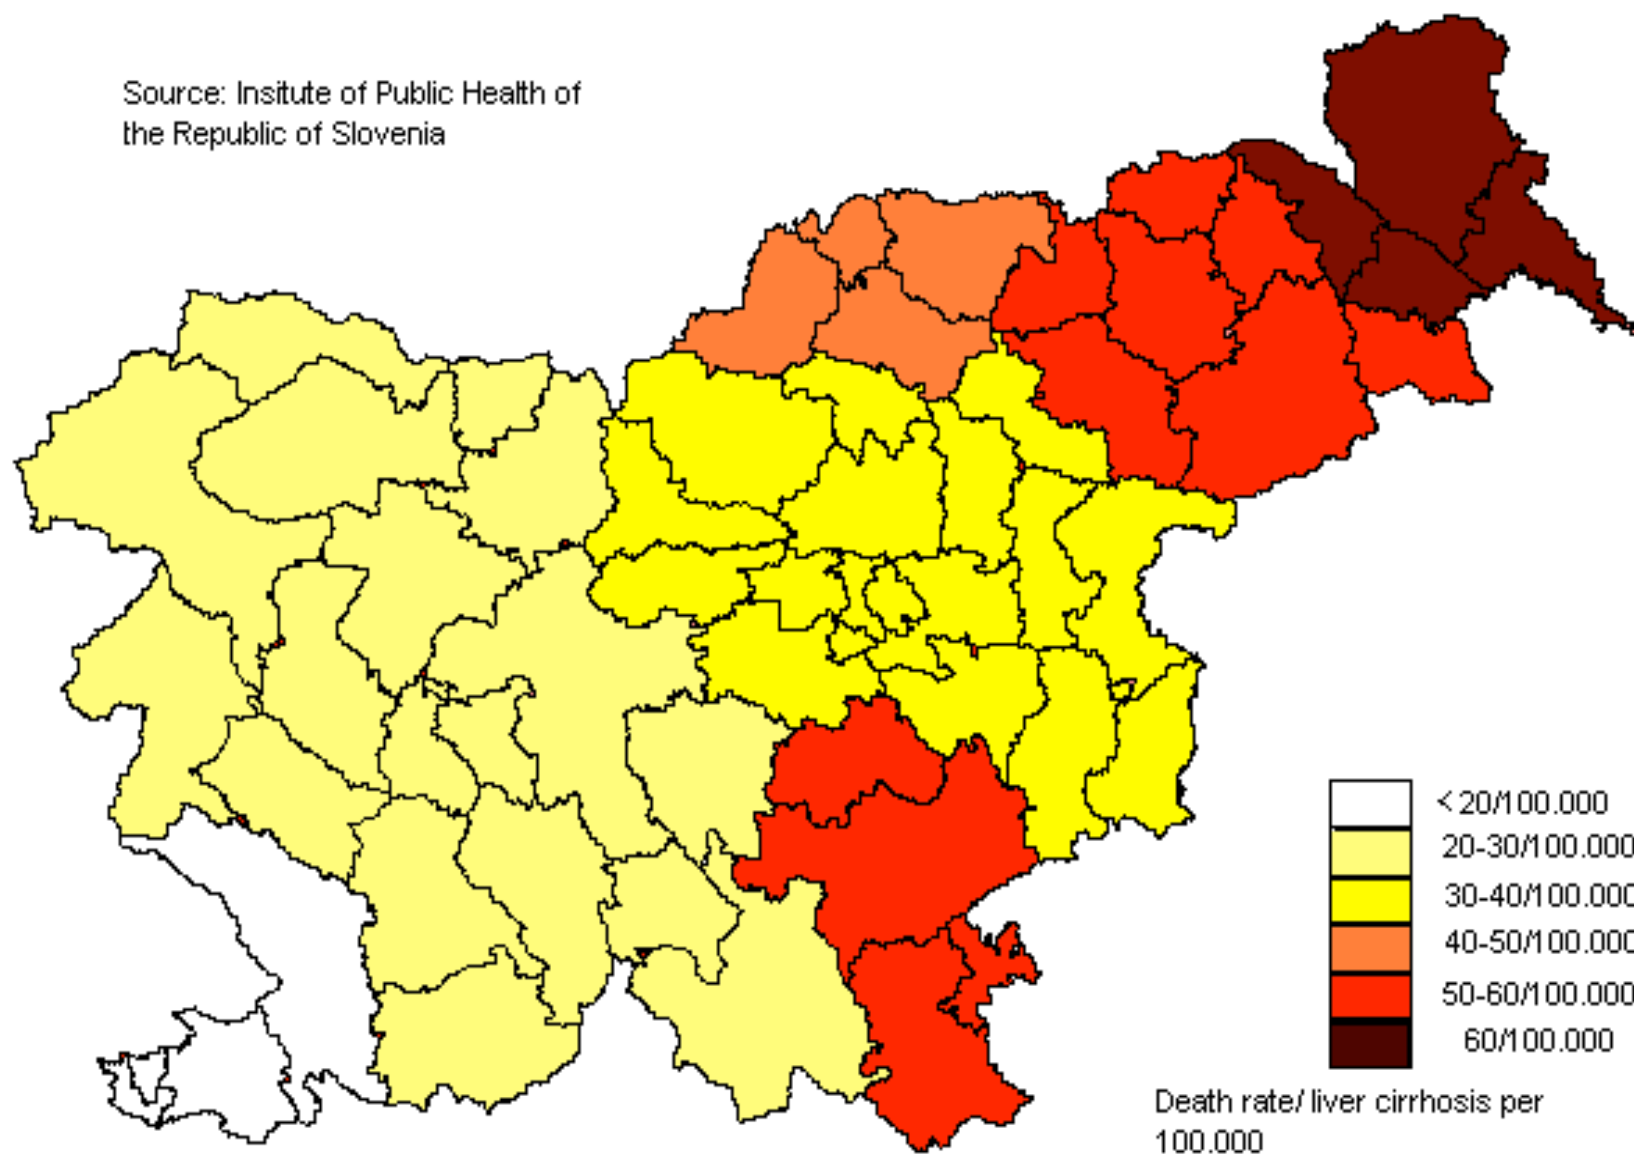 Source: Insitute of Public Health of
the Republic of Slovenia
<20/100.000
20-30/100.000
30-40/100.000
40-50/100.000
50-60/100.000
60/100.000
Death rate/ liver cirrhosis per
100.000